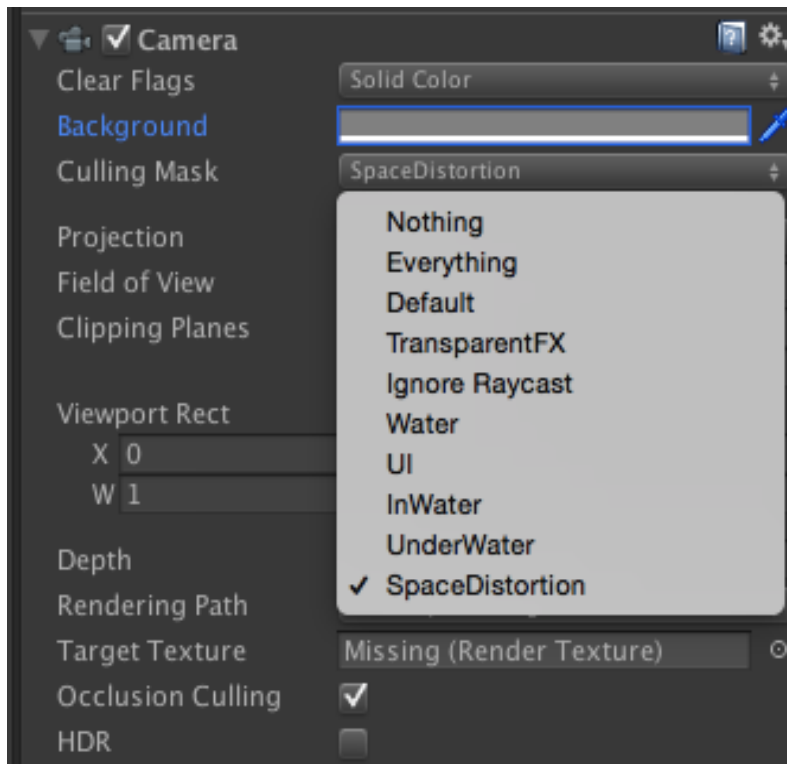 Camera
Clear Flags Solid Color
Background
Culling Mask SpaceDistortion
Nothing
Projection
Everything
Field of View
Default
Clipping Planes
TransparentFX
Ignore Raycast
Viewport Rect
Water
X 0
UI
W 1
InWater
UnderWater
Depth
SpaceDistortion
Rendering Path
Target Texture Missing (Render Texture)
Occlusion Culling
HDR